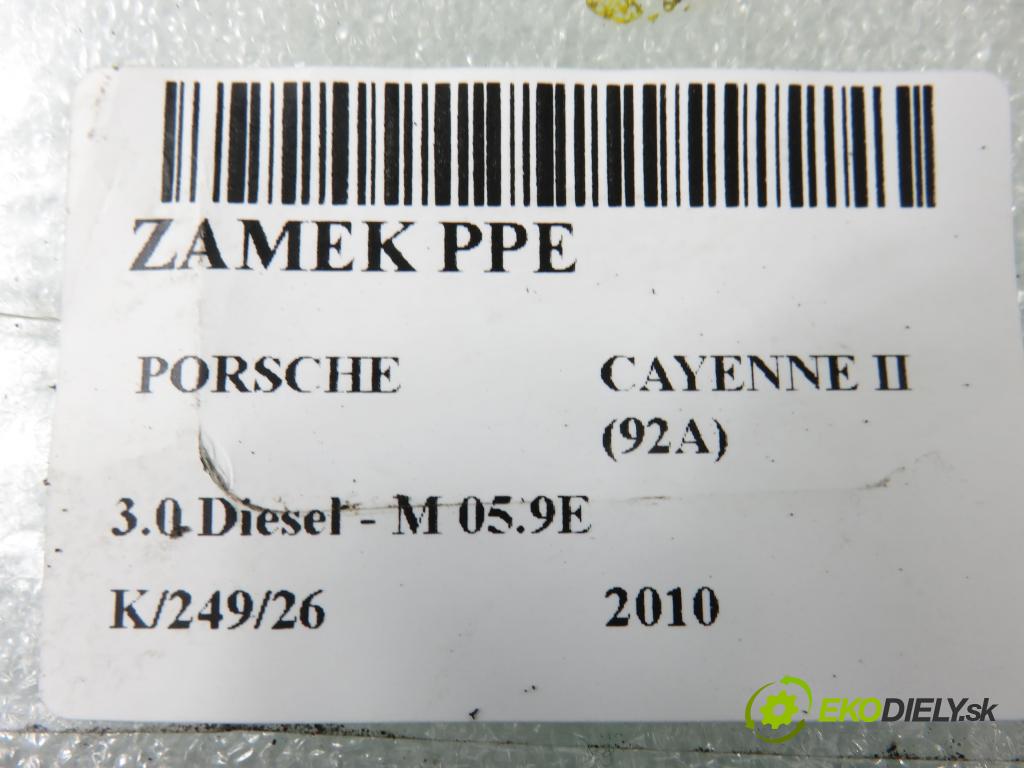 ZAMEK PPE
PORSCHE CAYENNE II
(92A)
3.0 Diesel - M 05.9E
K/249/26 2010
EKODIELY.sk